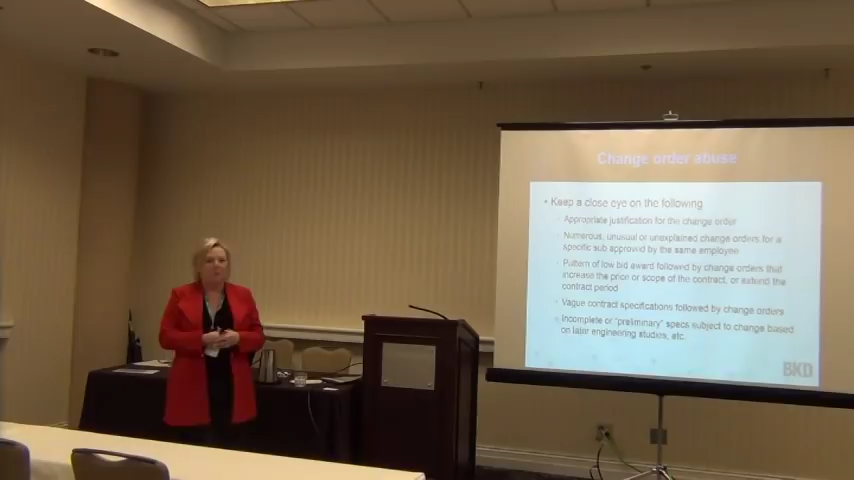 Change order abuse
• Keep a close eye on the following
– Appropriate justification for the change order
– Numerous, unusual or unexplained change orders for a
specific sub approved by the same employee
– Pattern of low bid award followed by change orders that
increase the price or scope of the contract, or extend the
contract period
– Vague contract specifications followed by change orders
– Incomplete or "preliminary" specs subject to change based
on later engineering studies, etc.
BKD